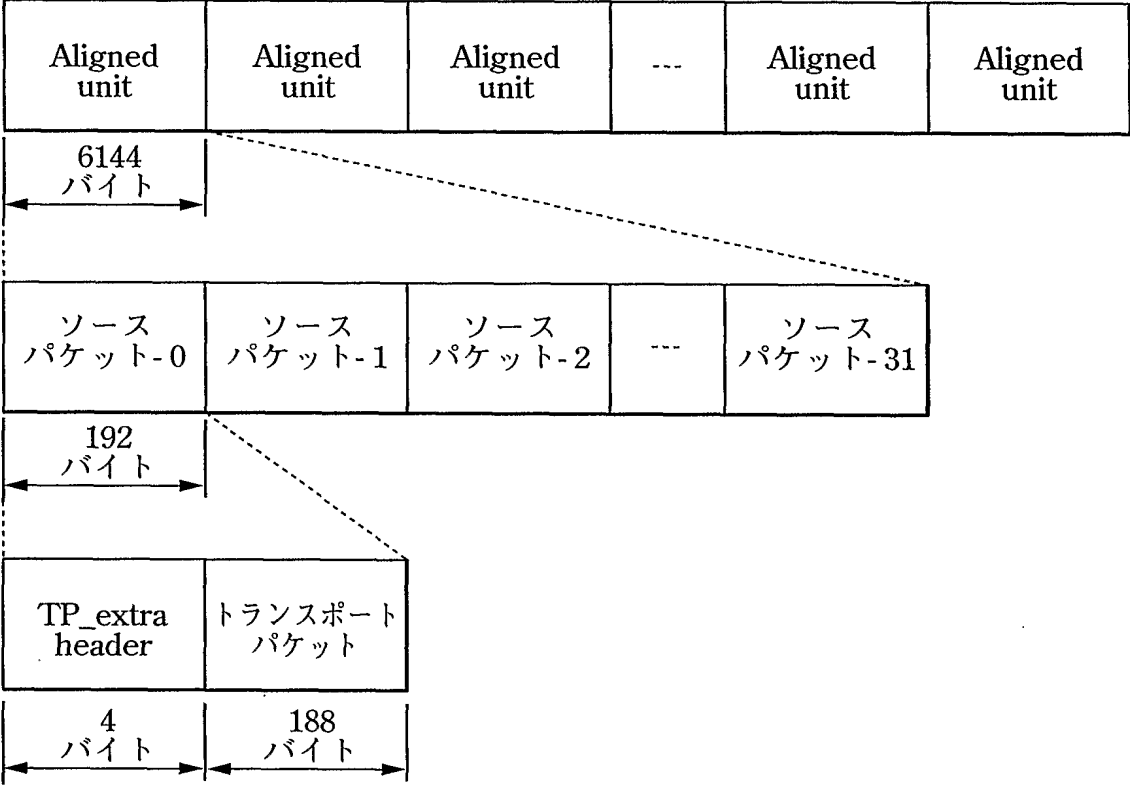 Aligned
unit
Aligned
unit
Aligned
unit
---
Aligned
unit
Aligned
unit
6144
バイト
ソース
パケット-0
ソース
パケット-1
ソース
パケット-2
---
ソース
パケット-31
192
バイト
TP_extra
header
トランスポート
パケット
4
バイト
188
バイト